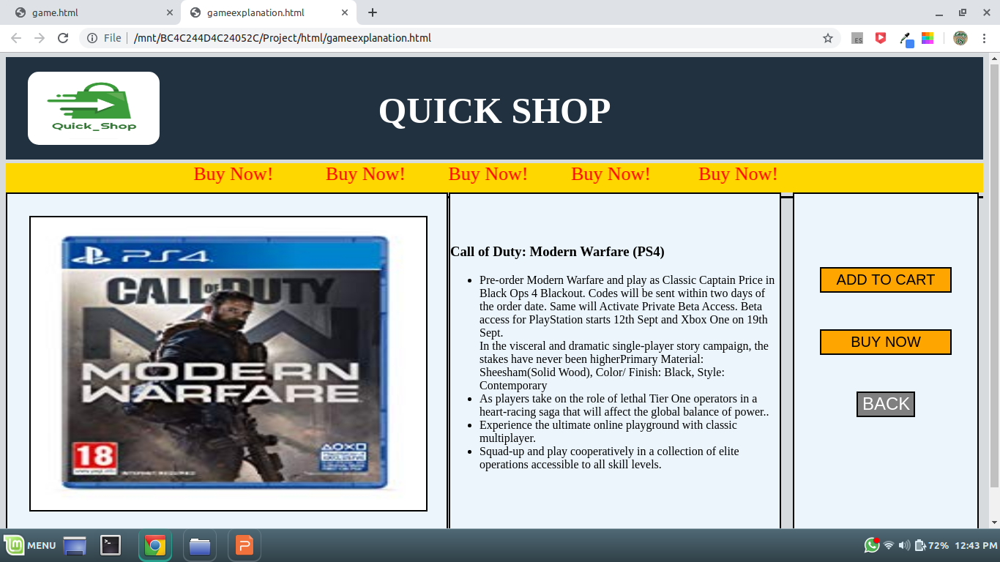 game.html
gameexplanation.html
File
/mnt/BC4C244D4C24052C/Project/html/gameexplanation.html
ES
Quick_Shop
QUICK SHOP
Buy Now! Buy Now! Buy Now! Buy Now! Buy Now!
PS4
CALL OF DUTY
MW
MODERN
WARFARE
18
Call of Duty: Modern Warfare (PS4)
Pre-order Modern Warfare and play as Classic Captain Price in
Black Ops 4 Blackout. Codes will be sent within two days of
the order date. Same will Activate Private Beta Access. Beta
access for PlayStation starts 12th Sept and Xbox One on 19th
Sept.
In the visceral and dramatic single-player story campaign, the
stakes have never been higherPrimary Material:
Sheesham(Solid Wood), Color/ Finish: Black, Style:
Contemporary
As players take on the role of lethal Tier One operators in a
heart-racing saga that will affect the global balance of power..
Experience the ultimate online playground with classic
multiplayer.
Squad-up and play cooperatively in a collection of elite
operations accessible to all skill levels.
ADD TO CART
BUY NOW
BACK
MENU
72%
12:43 PM